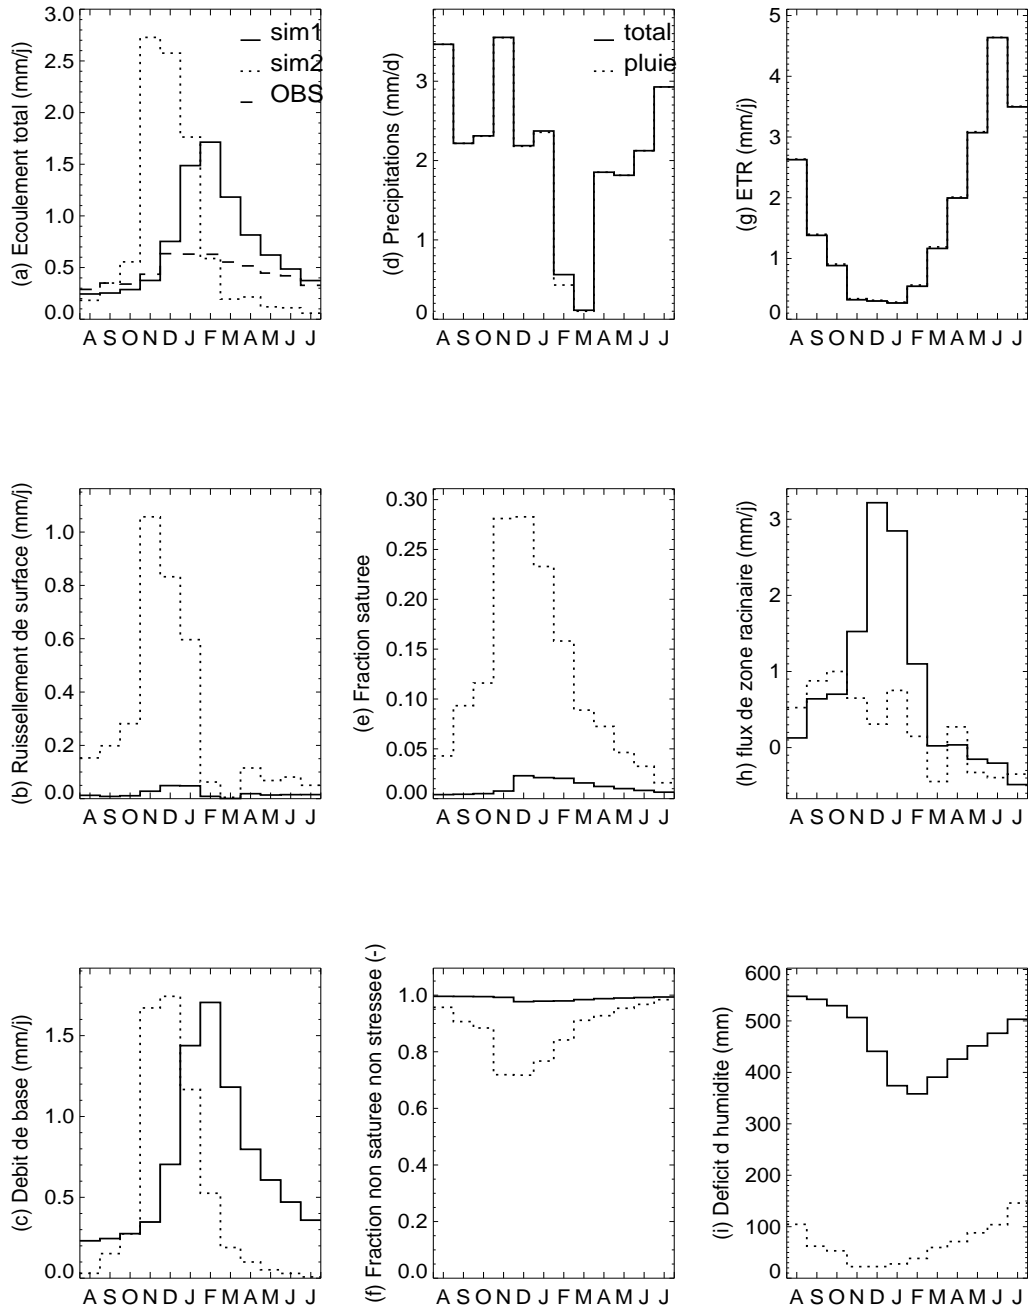 (a) Ecoulement total (mm/j)
3.0
2.5
2.0
1.5
1.0
0.5
0.0
sim1
sim2
OBS
A S O N D J F M A M J J
(d) Precipitations (mm/d)
3
2
1
0
total
pluie
A S O N D J F M A M J J
(g) ETR (mm/j)
5
4
3
2
1
0
A S O N D J F M A M J J
(b) Ruissellement de surface (mm/j)
1.0
0.8
0.6
0.4
0.2
0.0
A S O N D J F M A M J J
(e) Fraction saturee
0.30
0.25
0.20
0.15
0.10
0.05
0.00
A S O N D J F M A M J J
(h) flux de zone racinaire (mm/j)
3
2
1
0
A S O N D J F M A M J J
(c) Debit de base (mm/j)
1.5
1.0
0.5
0.0
A S O N D J F M A M J J
(f) Fraction non saturee non stressee (-)
1.0
0.8
0.6
0.4
0.2
0.0
A S O N D J F M A M J J
(i) Deficit d humidite (mm)
600
500
400
300
200
100
0
A S O N D J F M A M J J